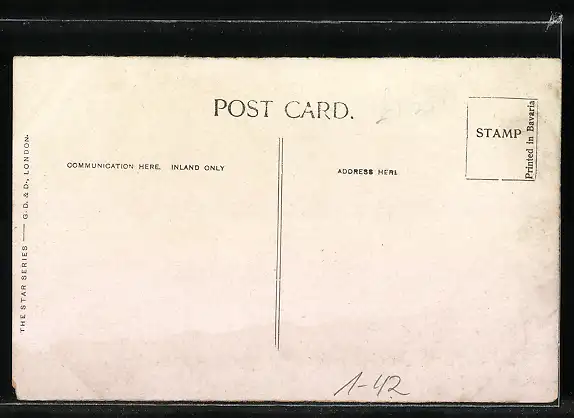 POST CARD.
STAMP
Printed in Bavaria
COMMUNICATION HERE. INLAND ONLY
ADDRESS HERE
THE STAR SERIES — G.D. & D., LONDON.
1-42